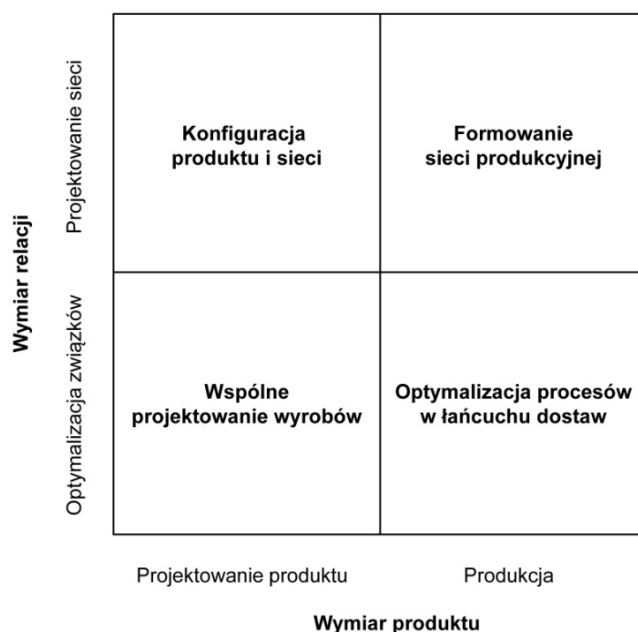 Wymiar relacji
Projektowanie sieci
Optymalizacja związków
Konfiguracja
produktu i sieci
Formowanie
sieci produkcyjnej
Wspólne
projektowanie wyrobów
Optymalizacja procesów
w łańcuchu dostaw
Projektowanie produktu
Produkcja
Wymiar produktu